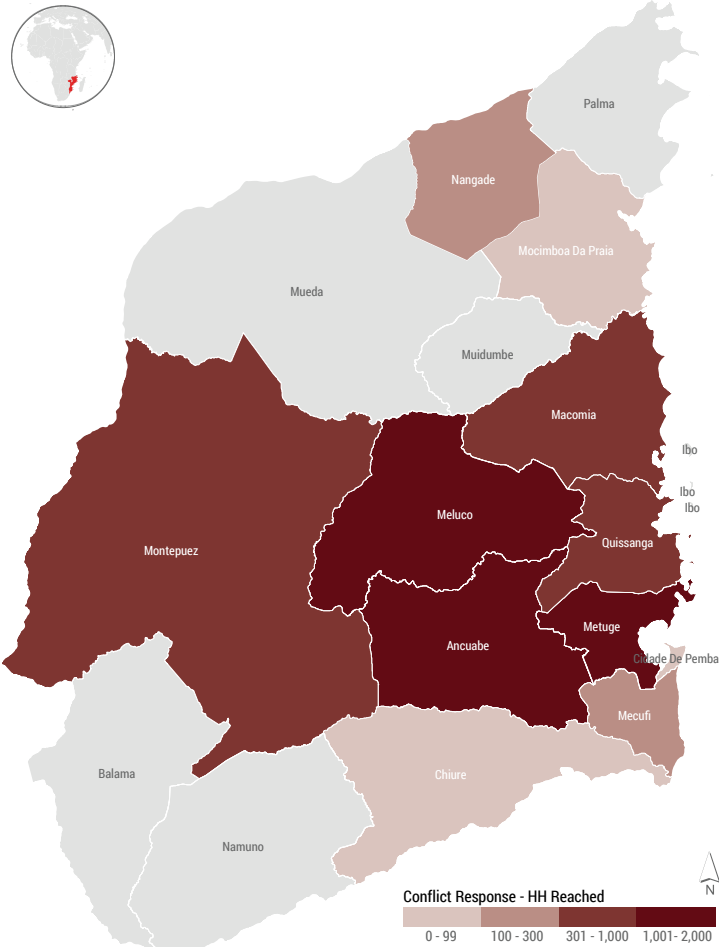 Palma
Nangade
Mocimboa Da Praia
Mueda
Muidumbe
Macomia
Ibo
Ibo
Ibo
Meluco
Quissanga
Montepuez
Metuge
Ancuabe
Cidade De Pemba
Mecufi
Balama
Chiure
Namuno
N
Conflict Response - HH Reached
0 - 99 100 - 300 301 - 1,000 1,001- 2,000